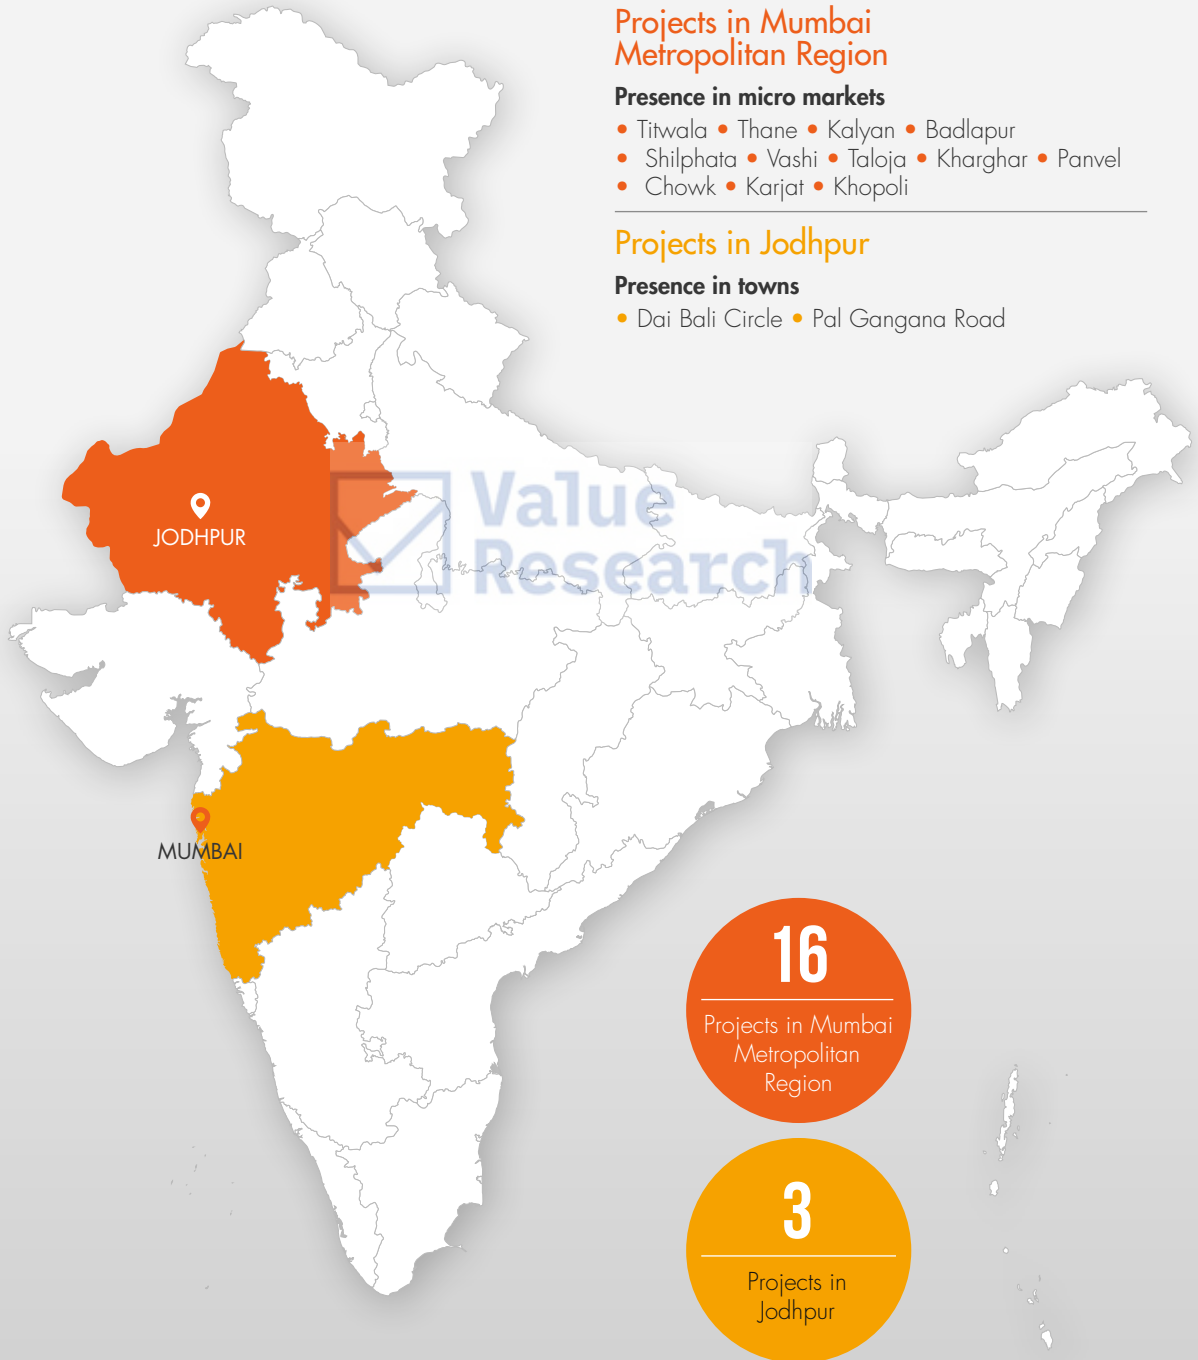 Projects in Mumbai
Metropolitan Region
Presence in micro markets
• Titwala • Thane • Kalyan • Badlapur
• Shilphata • Vashi • Taloja • Kharghar • Panvel
• Chowk • Karjat • Khopoli
Projects in Jodhpur
Presence in towns
• Dai Bali Circle • Pal Gangana Road
Value
Research
JODHPUR
MUMBAI
16
Projects in Mumbai
Metropolitan
Region
3
Projects in
Jodhpur